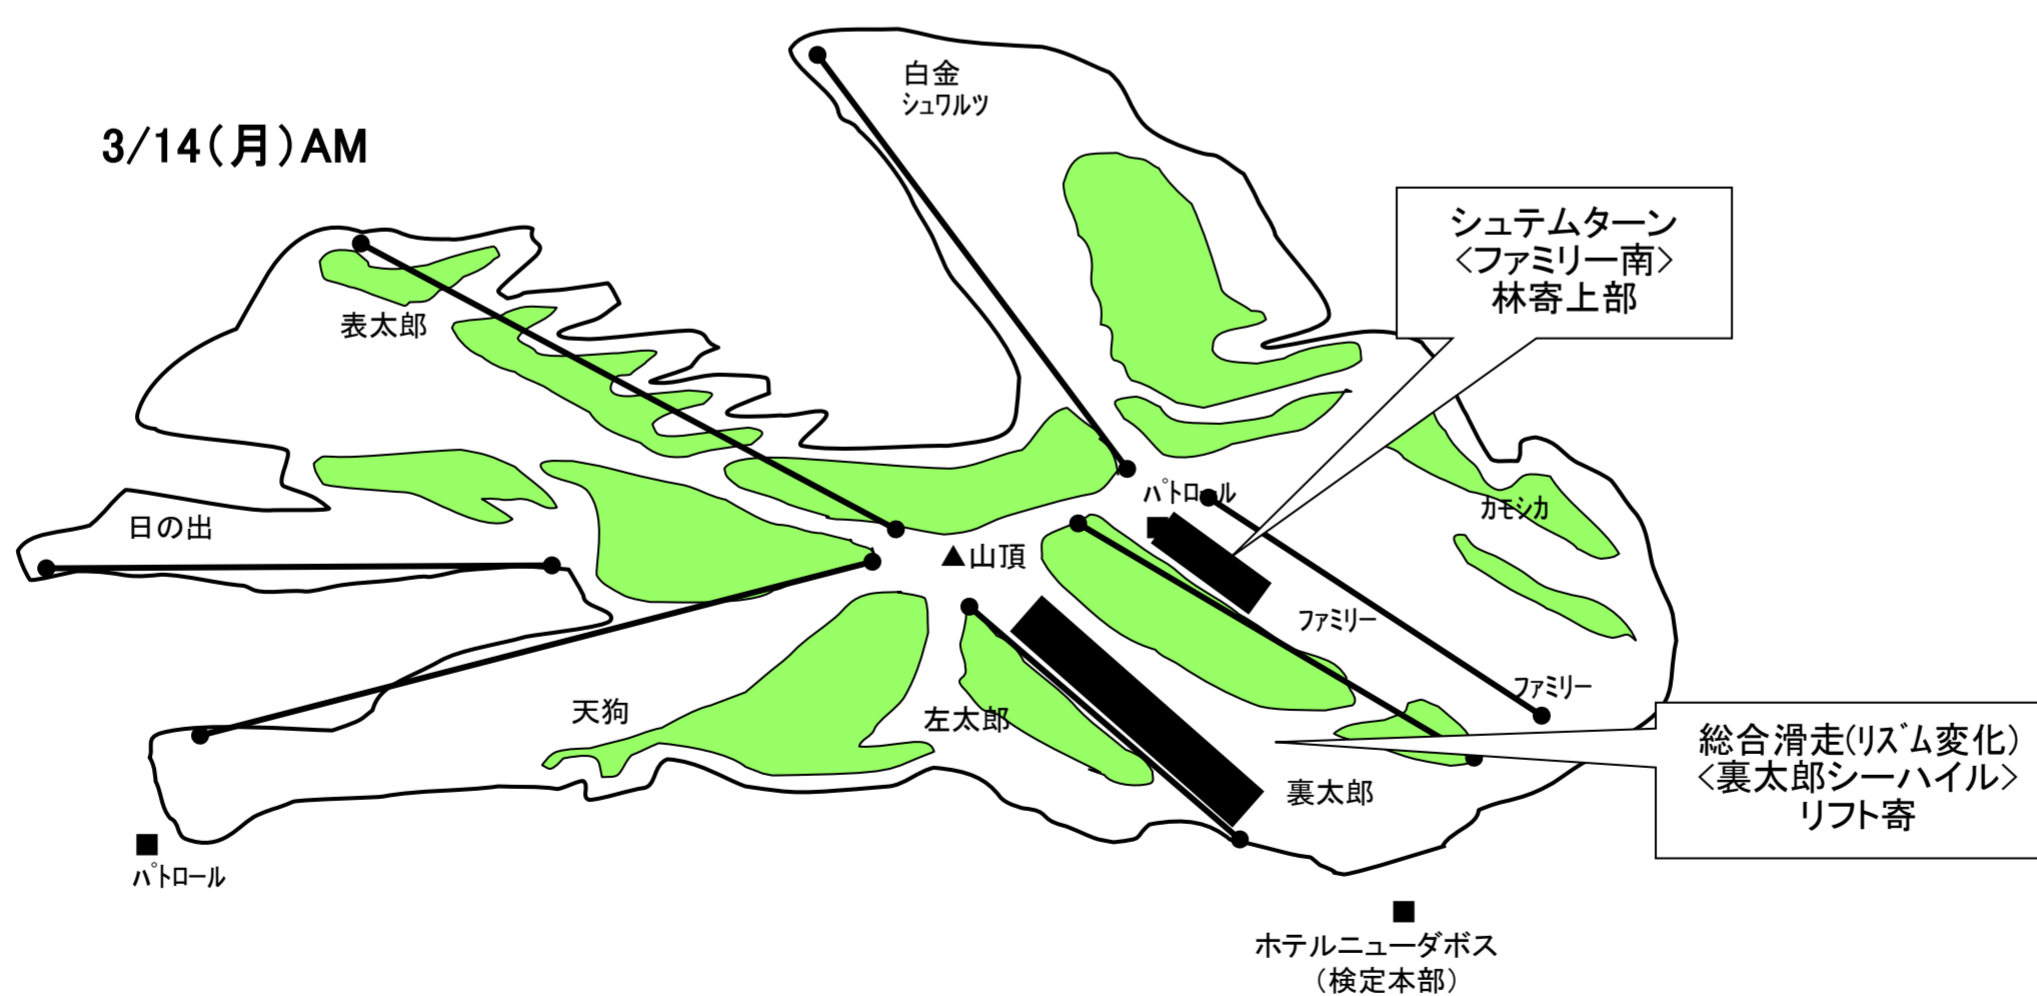 3/14(月)AM
白金
シュワルツ
シュテムターン
<ファミリー南>
林寄上部
表太郎
パトロール
カモシカ
日の出
▲山頂
ファミリー
ファミリー
天狗
左太郎
裏太郎
総合滑走(リズム変化)
<裏太郎シーハイル>
リフト寄
パトロール
ホテルニューダボス
(検定本部)